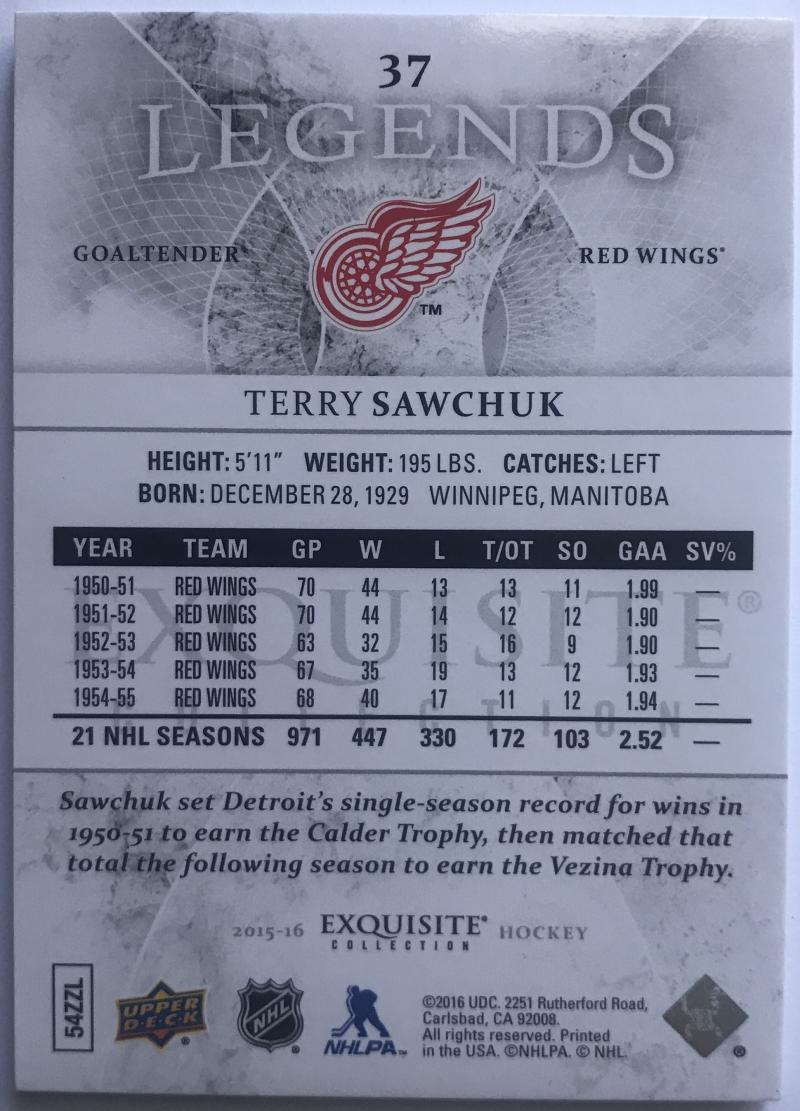 37
LEGENDS
GOALTENDER®
RED WINGS®
TM
TERRY SAWCHUK
HEIGHT: 5'11" WEIGHT: 195 LBS. CATCHES: LEFT
BORN: DECEMBER 28, 1929 WINNIPEG, MANITOBA
YEAR TEAM GP W L T/OT SO GAA SV%
1950-51 RED WINGS 70 44 13 13 11 1.99 —
1951-52 RED WINGS 70 44 14 12 12 1.90 —
1952-53 RED WINGS 63 32 15 16 9 1.90 —
1953-54 RED WINGS 67 35 19 13 12 1.93 —
1954-55 RED WINGS 68 40 17 11 12 1.94 —
21 NHL SEASONS 971 447 330 172 103 2.52 —
EXQUISITE®
COLLECTION
Sawchuk set Detroit's single-season record for wins in
1950-51 to earn the Calder Trophy, then matched that
total the following season to earn the Vezina Trophy.
2015-16 EXQUISITE® HOCKEY
COLLECTION
54ZZL
UPPER
DECK®
NHL®
NHLPA™
©2016 UDC. 2251 Rutherford Road,
Carlsbad, CA 92008.
All rights reserved. Printed
in the USA. ©NHLPA. © NHL.
®